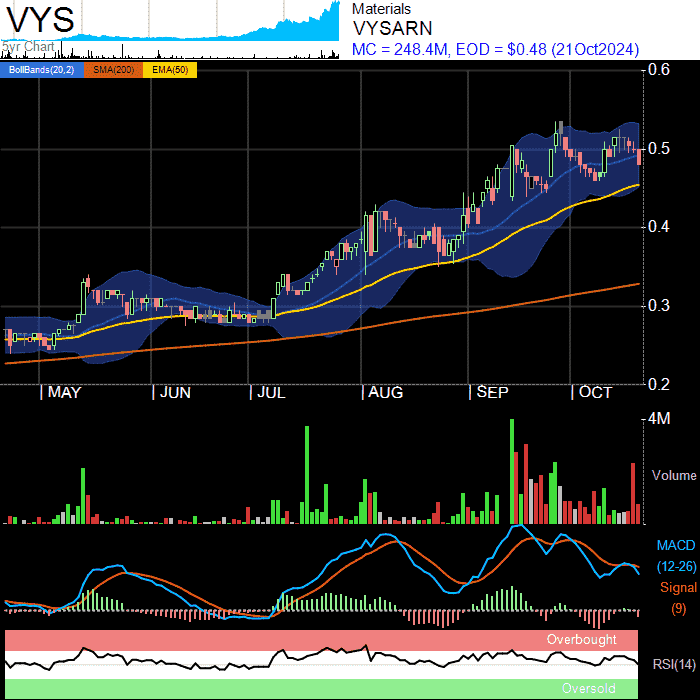 VYS
5yr Chart
Materials
VYSARN
MC = 248.4M, EOD = $0.48 (21Oct2024)
BollBands(20,2) SMA(200) EMA(50)
0.6
0.5
0.4
0.3
0.2
MAY JUN JUL AUG SEP OCT
4M
Volume
MACD
(12-26)
Signal
(9)
Overbought
RSI(14)
Oversold